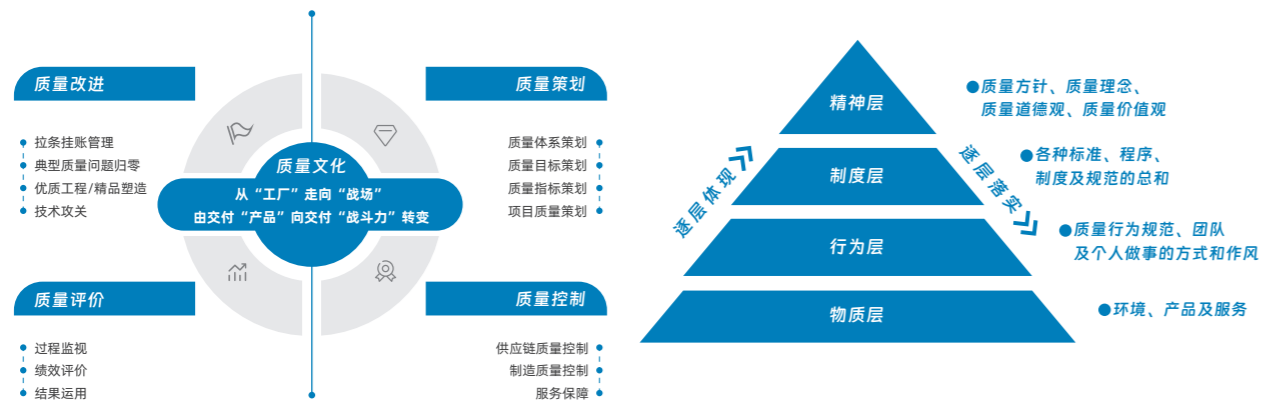 质量改进
拉条挂账管理
典型质量问题归零
优质工程/精品塑造
技术攻关
质量策划
质量体系策划
质量目标策划
质量指标策划
项目质量策划
质量文化
从“工厂”走向“战场”
由交付“产品”向交付“战斗力”转变
质量评价
过程监视
绩效评价
结果运用
质量控制
供应链质量控制
制造质量控制
服务保障
逐层体现
精神层
制度层
行为层
物质层
逐层落实
●质量方针、质量理念、
质量道德观、质量价值观
●各种标准、程序、
制度及规范的总和
●质量行为规范、团队
及个人做事的方式和作风
●环境、产品及服务